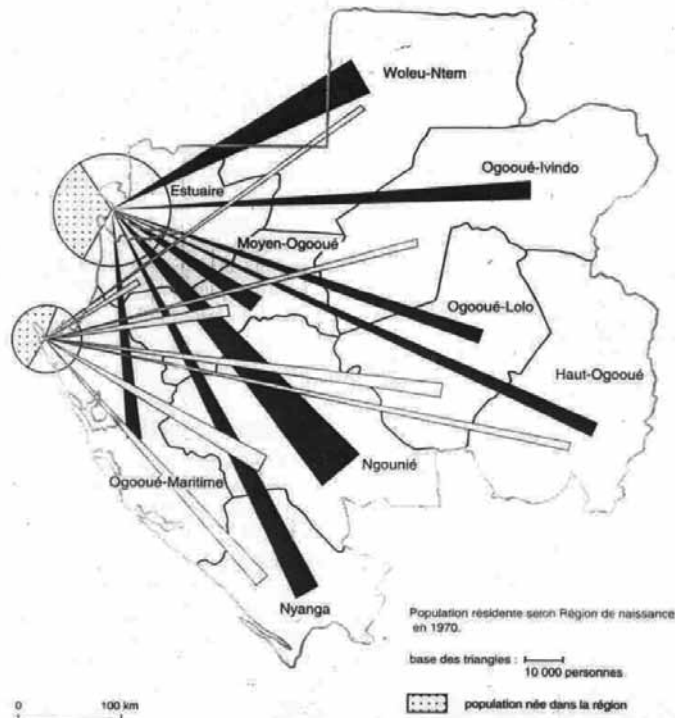 Woleu-Ntem
Ogooué-Ivindo
Estuaire
Moyen-Ogooué
Ogooué-Lolo
Haut-Ogooué
Ngounié
Ogooué-Maritime
Nyanga
Population résidente selon Région de naissance
en 1970.
base des triangles :
10 000 personnes
0 100 km
population née dans la région